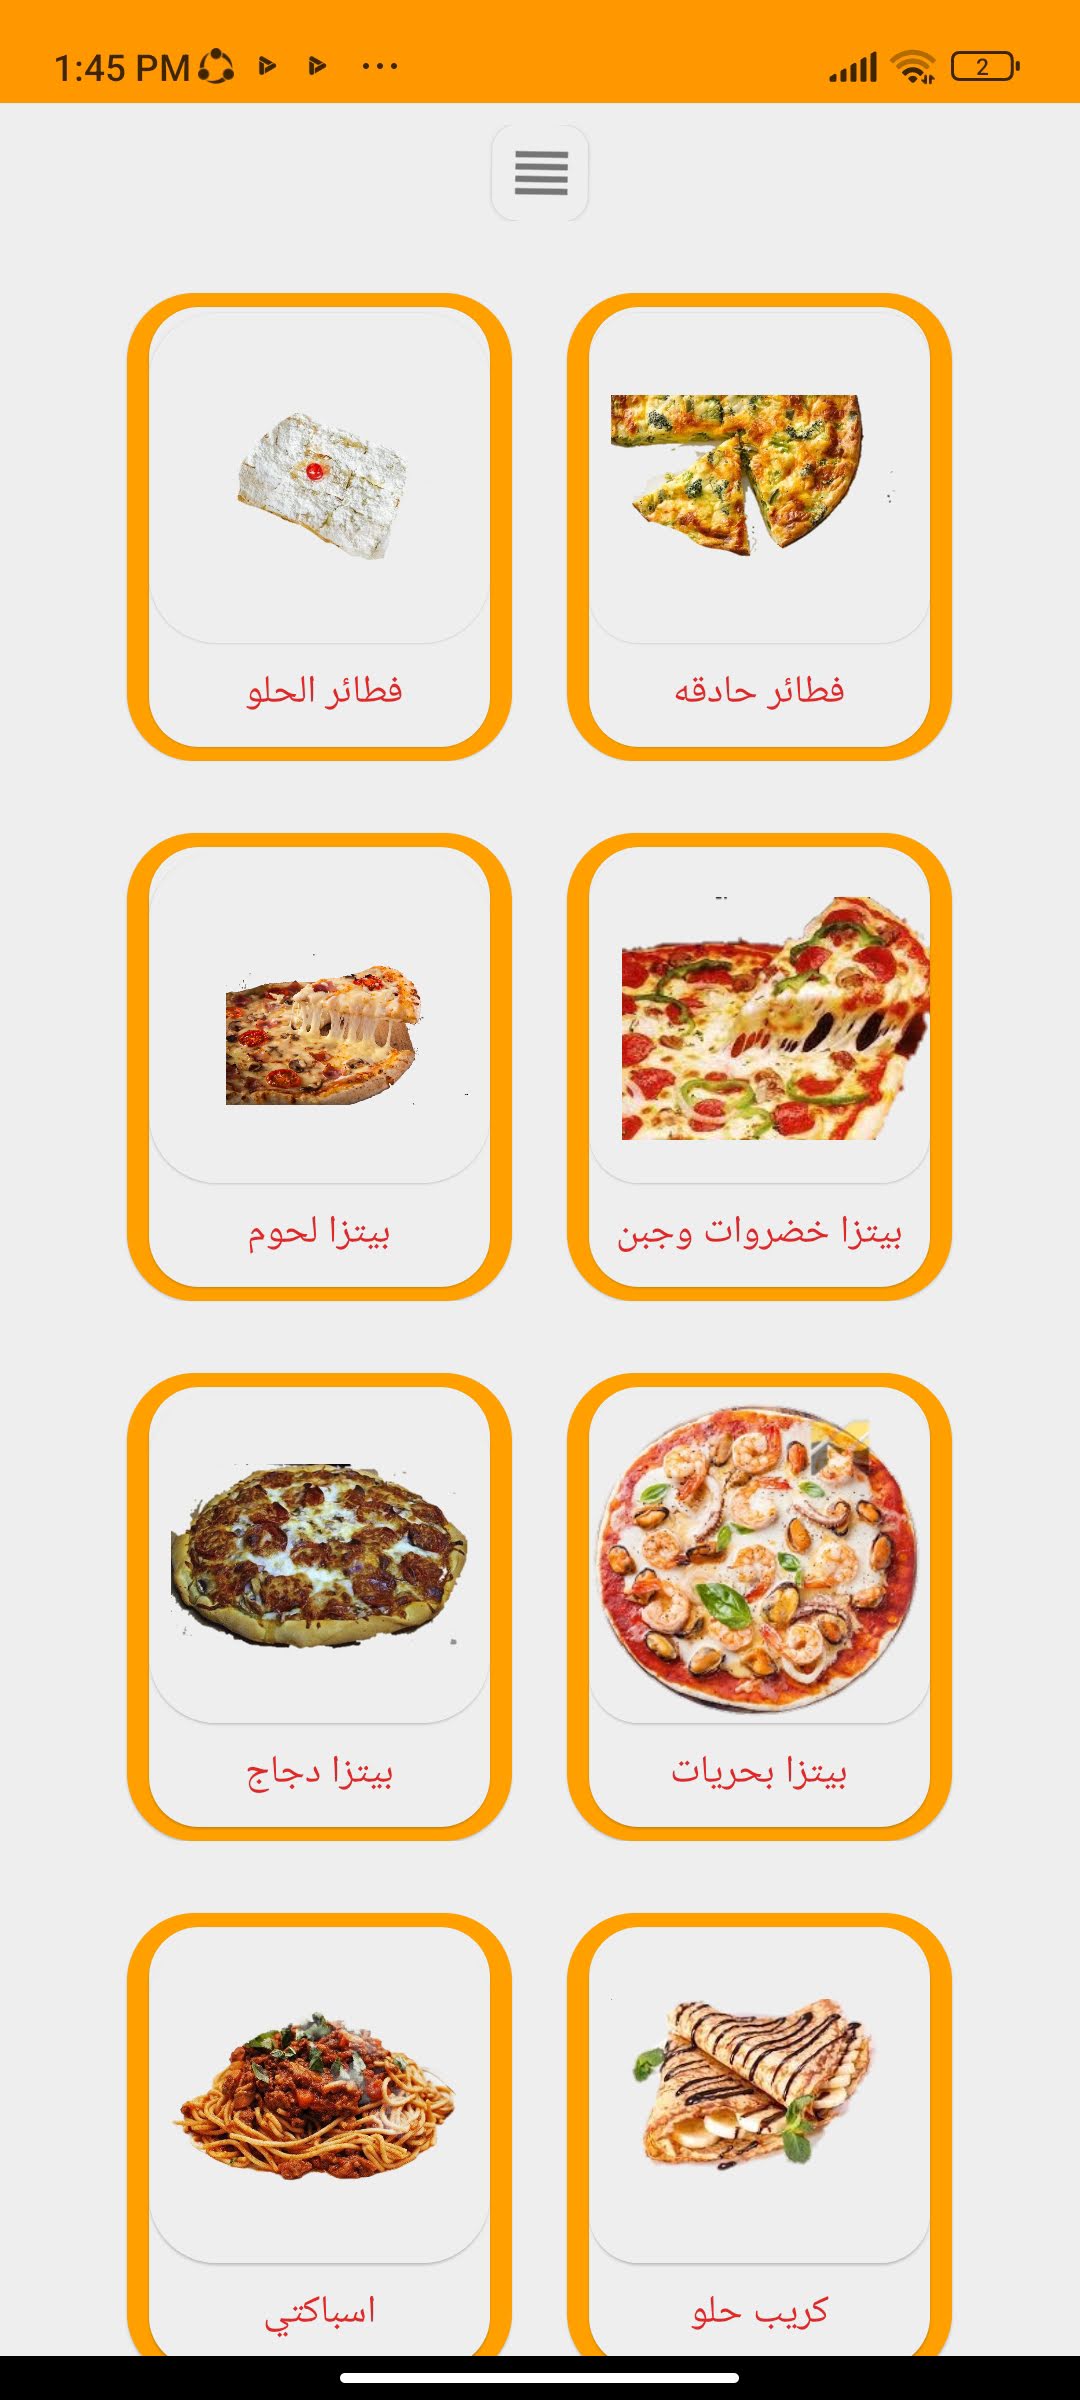 1:45 PM
2
فطائر حادقه
فطائر الحلو
بيتزا خضروات وجبن
بيتزا لحوم
بيتزا بحريات
بيتزا دجاج
كريب حلو
اسباكتي